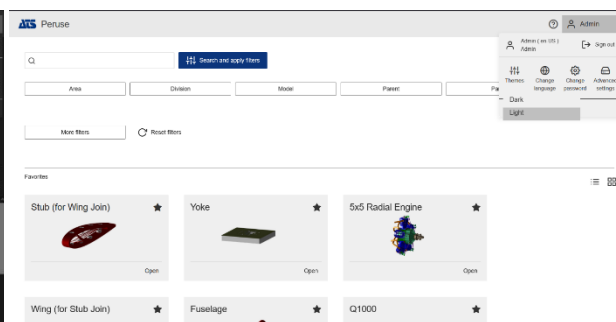 ATS Peruse
Admin
Admin ( en-US )
Admin
Sign out
Search and apply filters
Themes
Change language
Change password
Advanced settings
Area
Division
Model
Parent
Dark
Light
More filters
Reset filters
Favorites
Stub (for Wing Join)
Yoke
5x5 Radial Engine
Open
Open
Open
Wing (for Stub Join)
Fuselage
Q1000